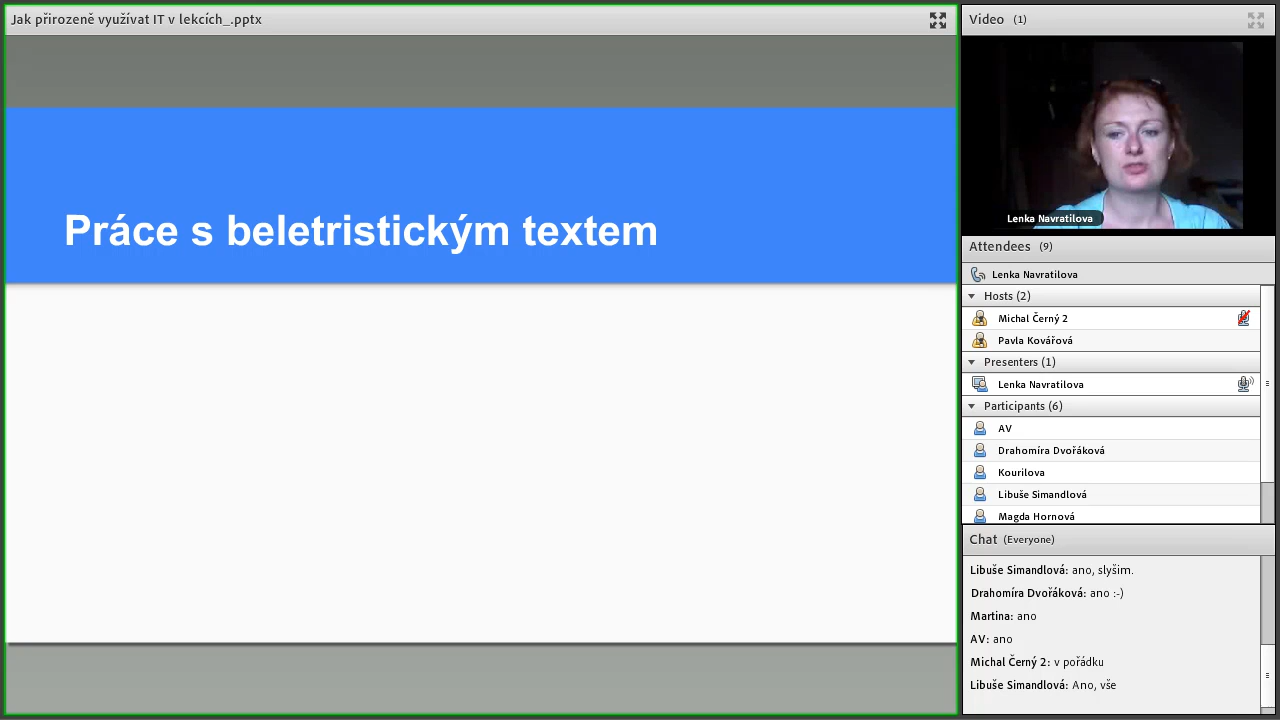 Jak přirozeně využívat IT v lekcích_.pptx
Práce s beletristickým textem
Video (1)
Lenka Navratilova
Attendees (9)
Lenka Navratilova
Hosts (2)
Michal Černý 2
Pavla Kovářová
Presenters (1)
Lenka Navratilova
Participants (6)
AV
Drahomíra Dvořáková
Kourilova
Libuše Simandlová
Magda Hornová
Chat (Everyone)
Libuše Simandlová: ano, slyšim.
Drahomíra Dvořáková: ano :-)
Martina: ano
AV: ano
Michal Černý 2: v pořádku
Libuše Simandlová: Ano, vše